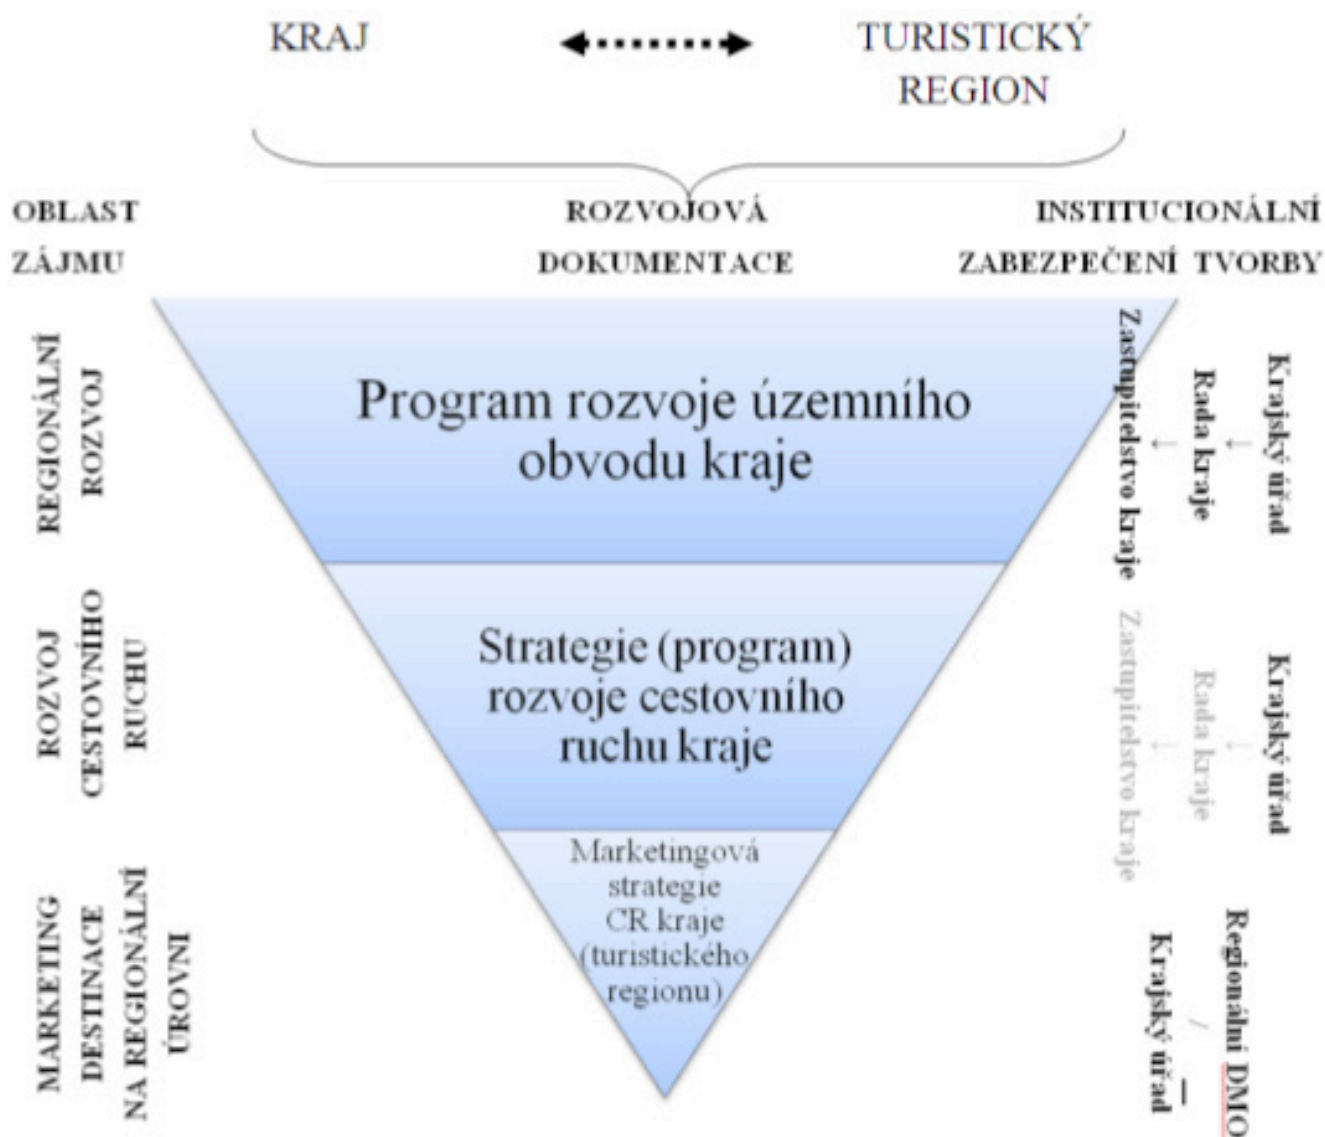 KRAJ
TURISTICKÝ
REGION
OBLAST
ZÁJMU
ROZVOJOVÁ
DOKUMENTACE
INSTITUCIONÁLNÍ
ZABEZPEČENÍ TVORBY
REGIONÁLNÍ
ROZVOJ
Program rozvoje územního
obvodu kraje
Krajský úřad
↓
Rada kraje
↓
Zastupitelstvo kraje
ROZVOJ
CESTOVNÍHO
RUCHU
Strategie (program)
rozvoje cestovního
ruchu kraje
Krajský úřad
↓
Rada kraje
↓
Zastupitelstvo kraje
MARKETING
DESTINACE
NA REGIONÁLNÍ
ÚROVNI
Marketingová
strategie
CR kraje
(turistického
regionu)
Regionální DMO
/
Krajský úřad